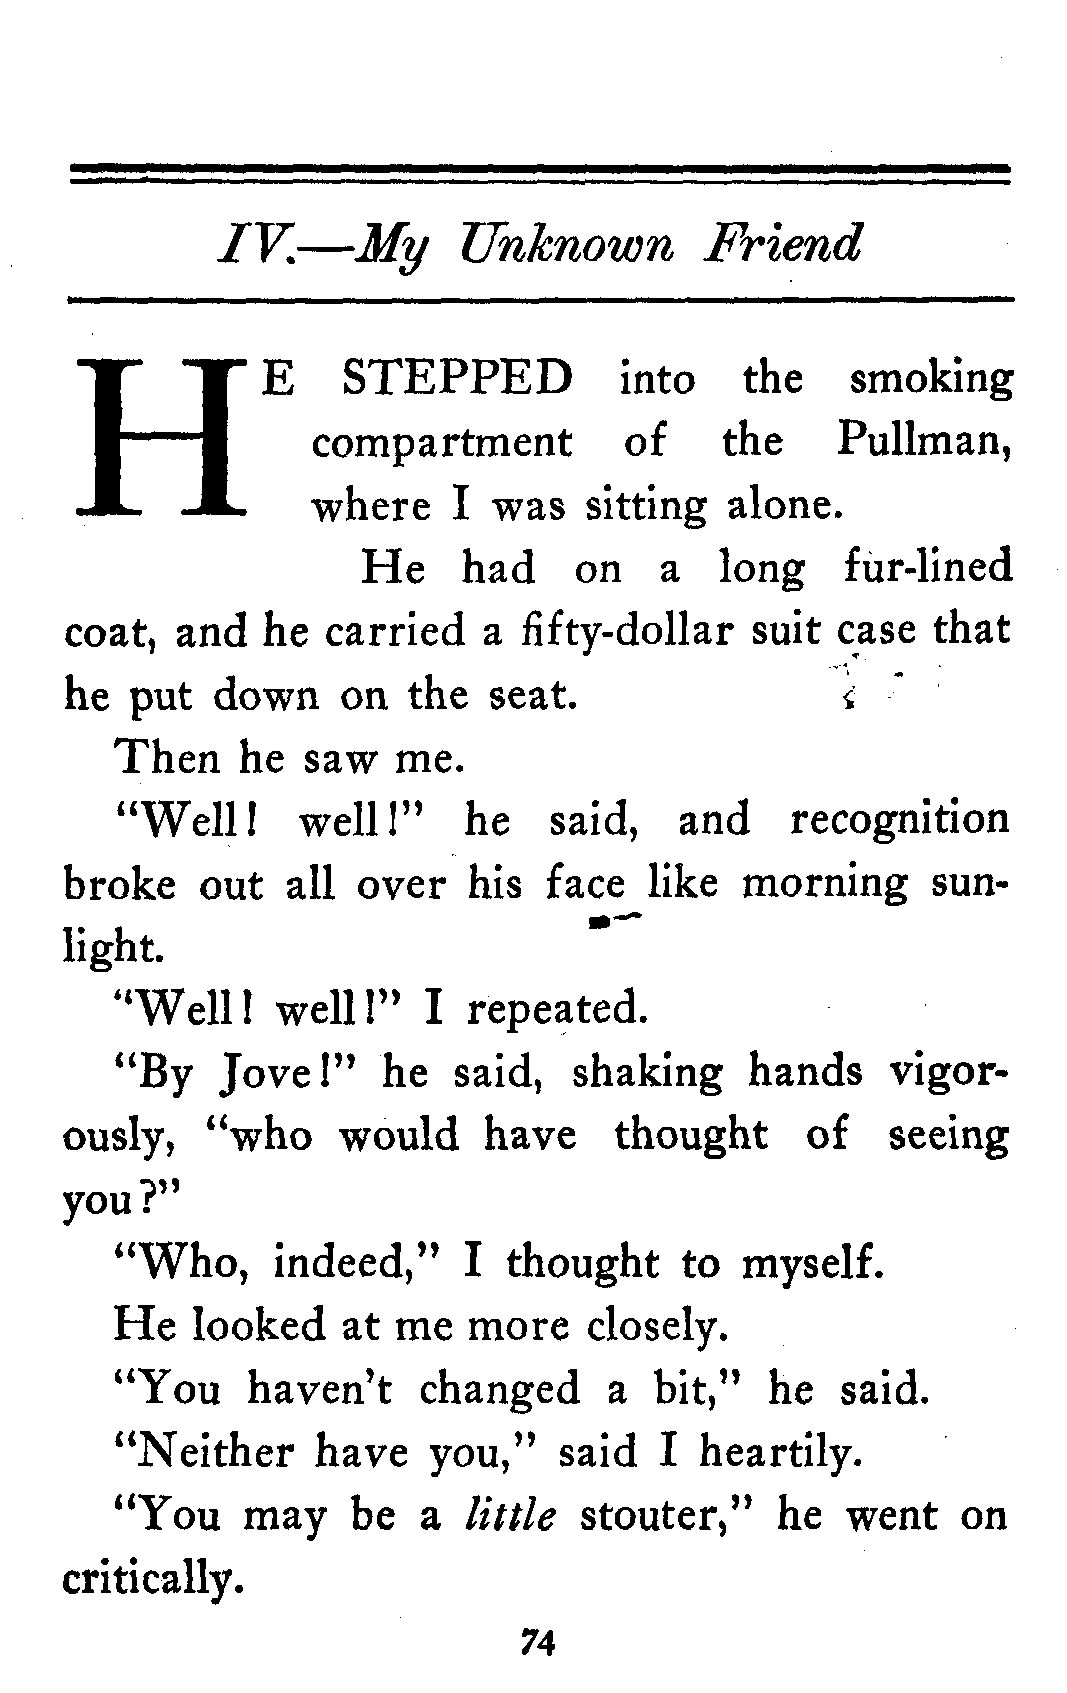 IV.—My Unknown Friend
HE STEPPED into the smoking
compartment of the Pullman,
where I was sitting alone.
He had on a long fur-lined
coat, and he carried a fifty-dollar suit case that
he put down on the seat.
Then he saw me.
“Well! well!” he said, and recognition
broke out all over his face like morning sun-
light.
“Well! well!” I repeated.
“By Jove!” he said, shaking hands vigor-
ously, “who would have thought of seeing
you?”
“Who, indeed,” I thought to myself.
He looked at me more closely.
“You haven't changed a bit,” he said.
“Neither have you,” said I heartily.
“You may be a little stouter,” he went on
critically.
74